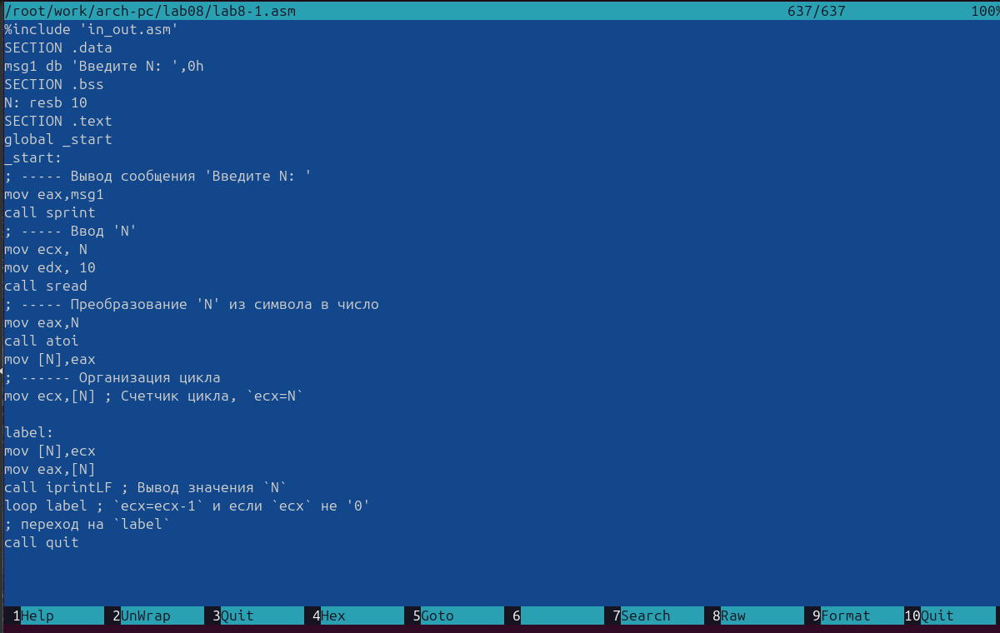 /root/work/arch-pc/lab08/lab8-1.asm 637/637 100%
%include 'in_out.asm'
SECTION .data
msg1 db 'Введите N: ',0h
SECTION .bss
N: resb 10
SECTION .text
global _start
_start:
; ----- Вывод сообщения 'Введите N: '
mov eax,msg1
call sprint
; ----- Ввод 'N'
mov ecx, N
mov edx, 10
call sread
; ----- Преобразование 'N' из символа в число
mov eax,N
call atoi
mov [N],eax
; ------ Организация цикла
mov ecx,[N] ; Счетчик цикла, `ecx=N`
label:
mov [N],ecx
mov eax,[N]
call iprintLF ; Вывод значения `N`
loop label ; `ecx=ecx-1` и если `ecx` не '0'
; переход на `label`
call quit
1Help 2UnWrap 3Quit 4Hex 5Goto 6 7Search 8Raw 9Format 10Quit